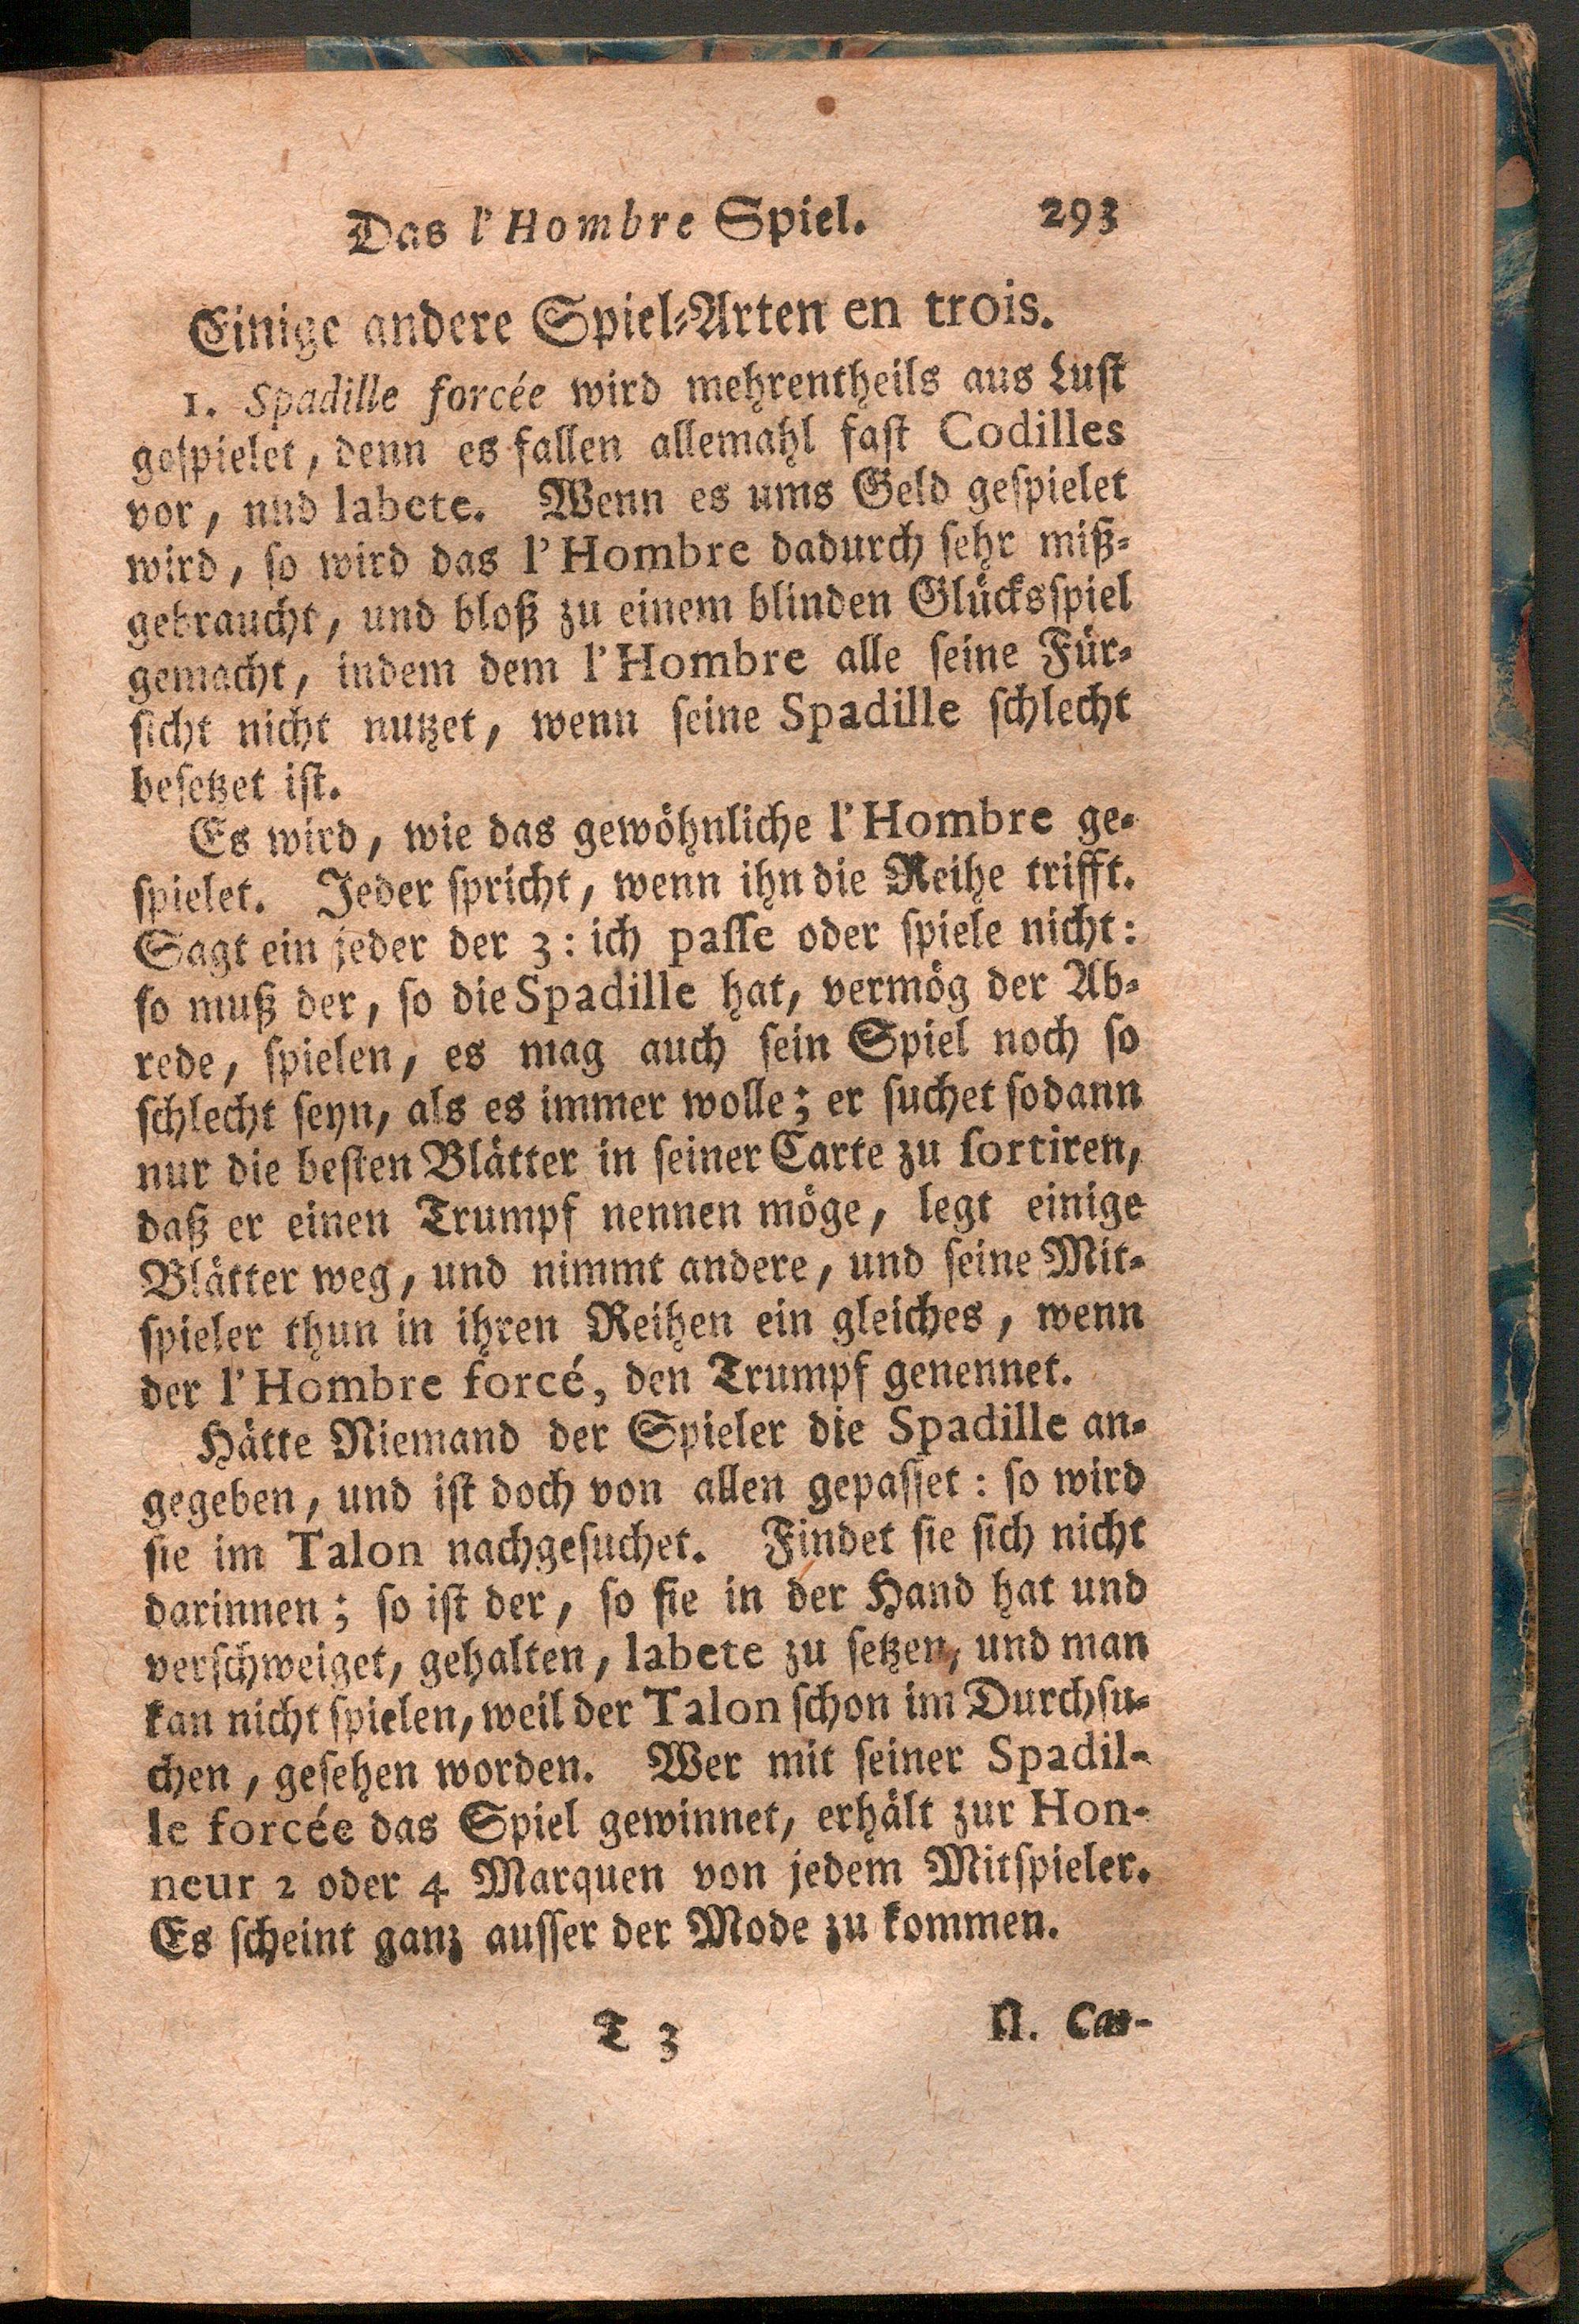 Das l'Hombre Spiel. 293
Einige andere Spiel-Arten en trois.
1. Spadille forcée wird mehrentheils aus Lust
gespielet, denn es fallen allemahl fast Codilles
vor, nnd labete. Wenn es ums Geld gespielet
wird, so wird das l'Hombre dadurch sehr miß-
gebraucht, und bloß zu einem blinden Glücksspiel
gemacht, indem dem l'Hombre alle seine Für-
sicht nicht nutzet, wenn seine Spadille schlecht
besetzet ist.
Es wird, wie das gewöhnliche l'Hombre ge-
spielet. Jeder spricht, wenn ihn die Reihe trifft.
Sagt ein jeder der 3: ich passe oder spiele nicht:
so muß der, so die Spadille hat, vermög der Ab-
rede, spielen, es mag auch sein Spiel noch so
schlecht seyn, als es immer wolle; er suchet sodann
nur die besten Blätter in seiner Carte zu sortiren,
daß er einen Trumpf nennen möge, legt einige
Blätter weg, und nimmt andere, und seine Mit-
spieler thun in ihren Reihen ein gleiches, wenn
der l'Hombre forcé, den Trumpf genennet.
Hätte Niemand der Spieler die Spadille an-
gegeben, und ist doch von allen gepasset: so wird
sie im Talon nachgesuchet. Findet sie sich nicht
darinnen; so ist der, so sie in der Hand hat und
verschweiget, gehalten, labete zu setzen, und man
kan nicht spielen, weil der Talon schon im Durchsu-
chen, gesehen worden. Wer mit seiner Spadil-
le forcée das Spiel gewinnet, erhält zur Hon-
neur 2 oder 4 Marquen von jedem Mitspieler.
Es scheint ganz ausser der Mode zu kommen.
T 3 II. Cas-